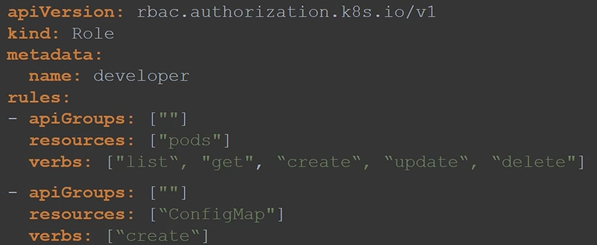 apiVersion: rbac.authorization.k8s.io/v1
kind: Role
metadata:
  name: developer
rules:
- apiGroups: [""]
  resources: ["pods"]
  verbs: ["list“, "get", “create“, “update“, “delete"]
- apiGroups: [""]
  resources: [“ConfigMap"]
  verbs: [“create“]